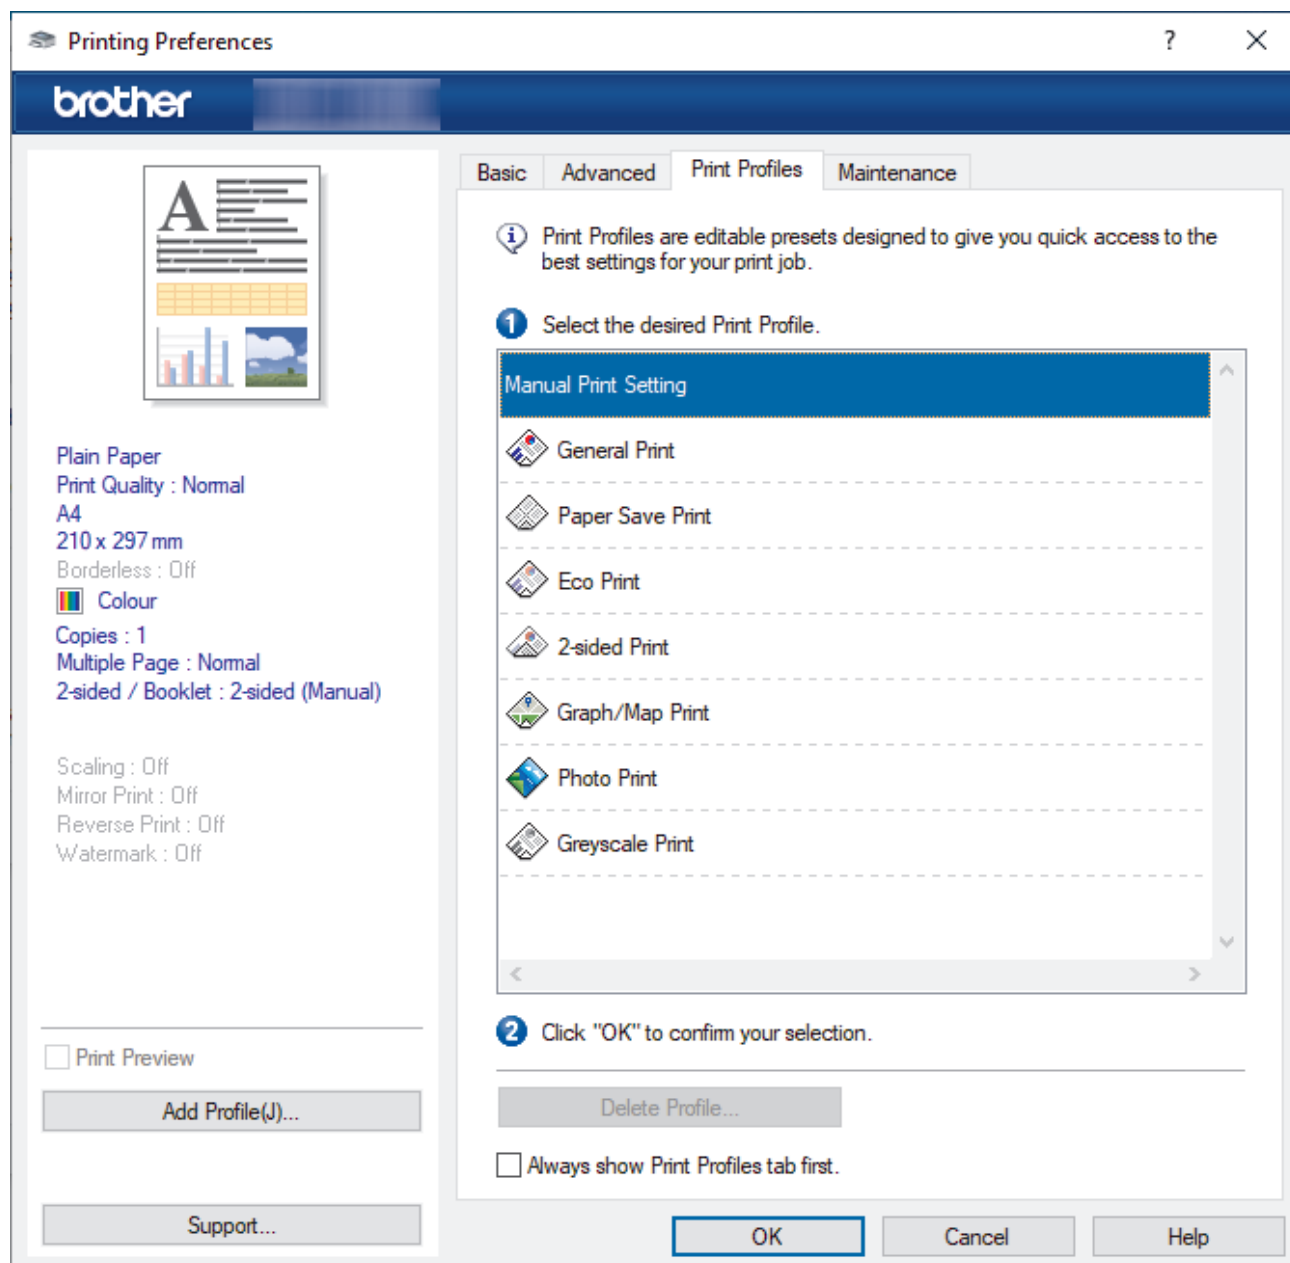 Printing Preferences
?
brother
A
Plain Paper
Print Quality : Normal
A4
210 x 297 mm
Borderless : Off
Colour
Copies : 1
Multiple Page : Normal
2-sided / Booklet : 2-sided (Manual)
Scaling : Off
Mirror Print : Off
Reverse Print : Off
Watermark : Off
Print Preview
Add Profile(J)...
Support...
Basic
Advanced
Print Profiles
Maintenance
Print Profiles are editable presets designed to give you quick access to the
best settings for your print job.
1 Select the desired Print Profile.
Manual Print Setting
General Print
Paper Save Print
Eco Print
2-sided Print
Graph/Map Print
Photo Print
Greyscale Print
2 Click "OK" to confirm your selection.
Delete Profile...
Always show Print Profiles tab first.
OK
Cancel
Help